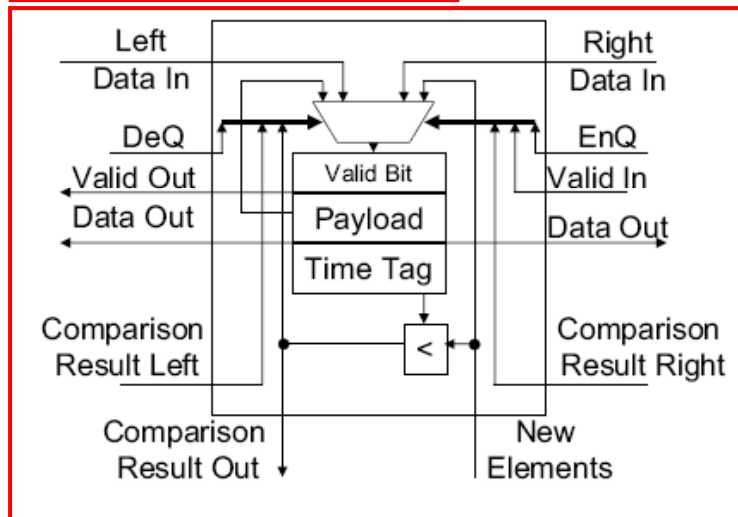 Left
Data In
Right
Data In
DeQ
EnQ
Valid Bit
Valid Out
Valid In
Payload
Data Out
Data Out
Time Tag
Comparison
Result Left
<
Comparison
Result Right
Comparison
Result Out
New
Elements